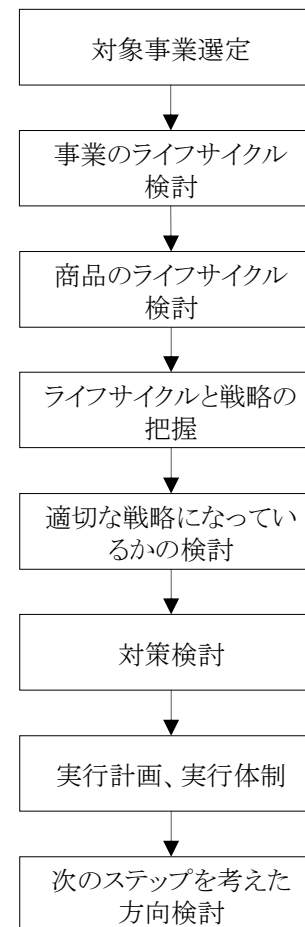 対象事業選定
事業のライフサイクル
検討
商品のライフサイクル
検討
ライフサイクルと戦略の
把握
適切な戦略になってい
るかの検討
対策検討
実行計画、実行体制
次のステップを考えた
方向検討